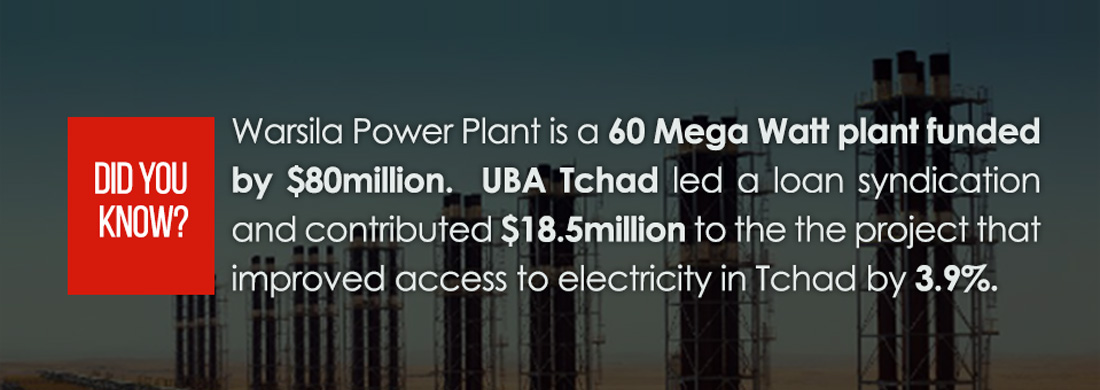 DID YOU
KNOW?
Warsila Power Plant is a 60 Mega Watt plant funded
by $80million. UBA Tchad led a loan syndication
and contributed $18.5million to the the project that
improved access to electricity in Tchad by 3.9%.